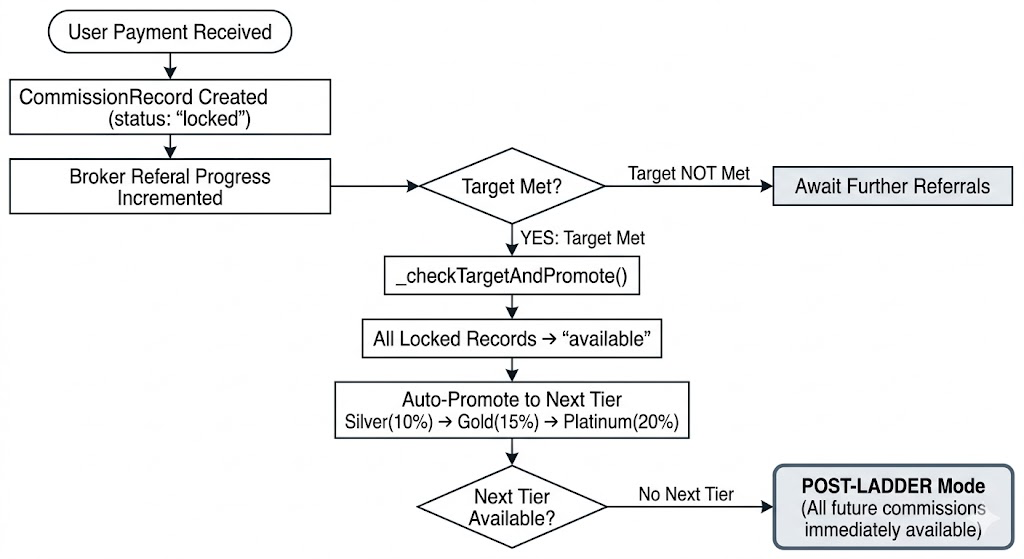 User Payment Received
CommissionRecord Created
(status: “locked”)
Broker Referal Progress
Incremented
Target Met?
Target NOT Met
Await Further Referrals
YES: Target Met
_checkTargetAndPromote()
All Locked Records → “available”
Auto-Promote to Next Tier
Silver(10%) → Gold(15%) → Platinum(20%)
Next Tier
Available?
No Next Tier
POST-LADDER Mode
(All future commissions
immediately available)